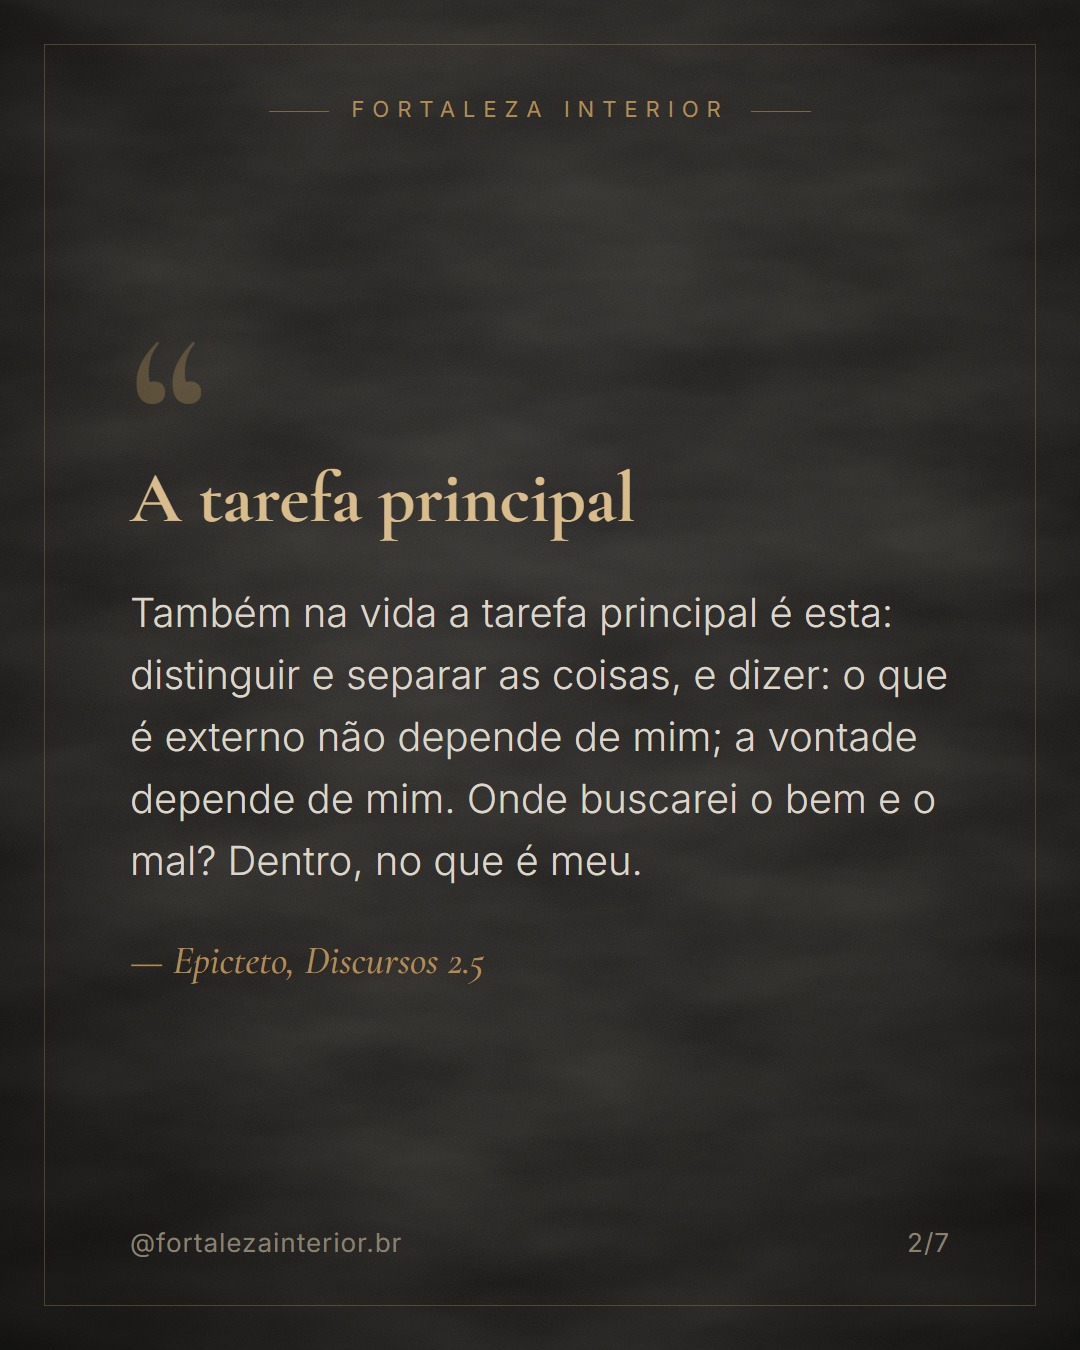 FORTALEZA INTERIOR
“
A tarefa principal
Também na vida a tarefa principal é esta:
distinguir e separar as coisas, e dizer: o que
é externo não depende de mim; a vontade
depende de mim. Onde buscarei o bem e o
mal? Dentro, no que é meu.
— Epicteto, Discursos 2.5
@fortalezainterior.br
2/7